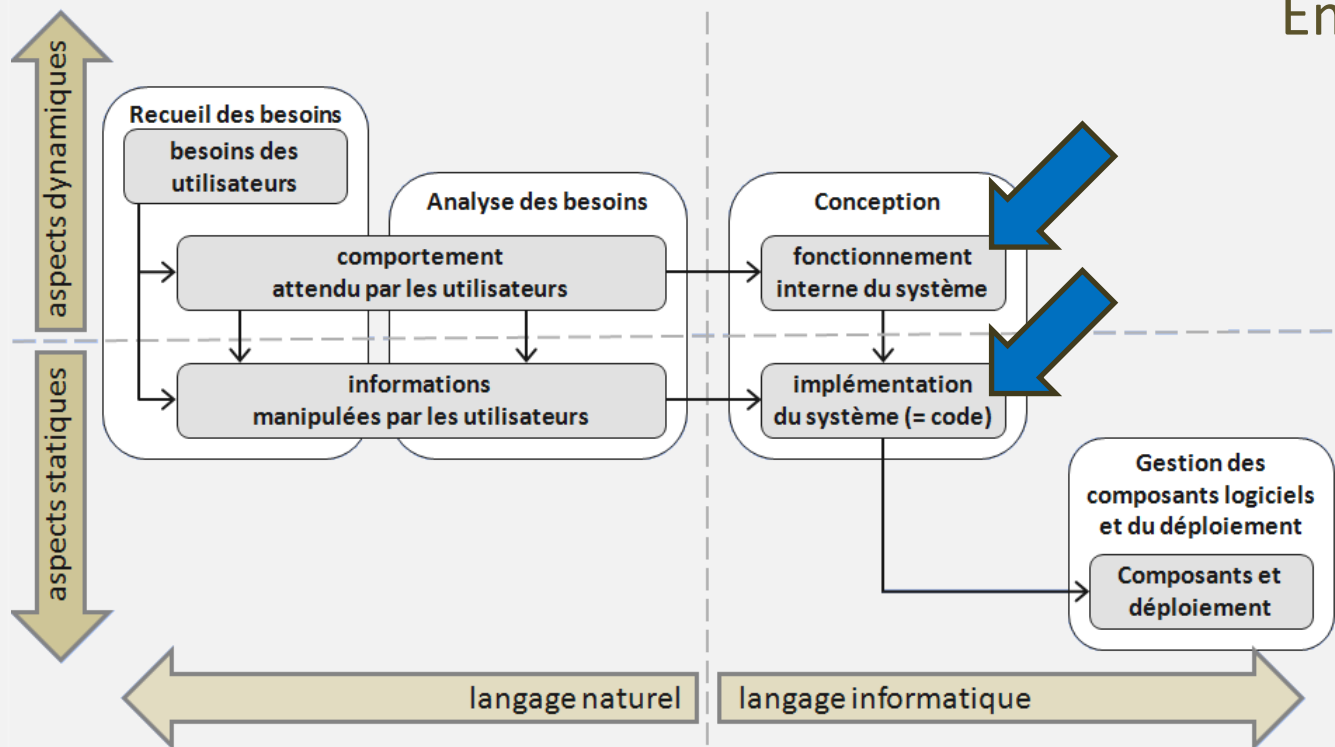 En
aspects dynamiques
Recueil des besoins
besoins des
utilisateurs
Analyse des besoins
Conception
comportement
attendu par les utilisateurs
fonctionnement
interne du système
aspects statiques
informations
manipulées par les utilisateurs
implémentation
du système (= code)
Gestion des
composants logiciels
et du déploiement
Composants et
déploiement
langage naturel
langage informatique